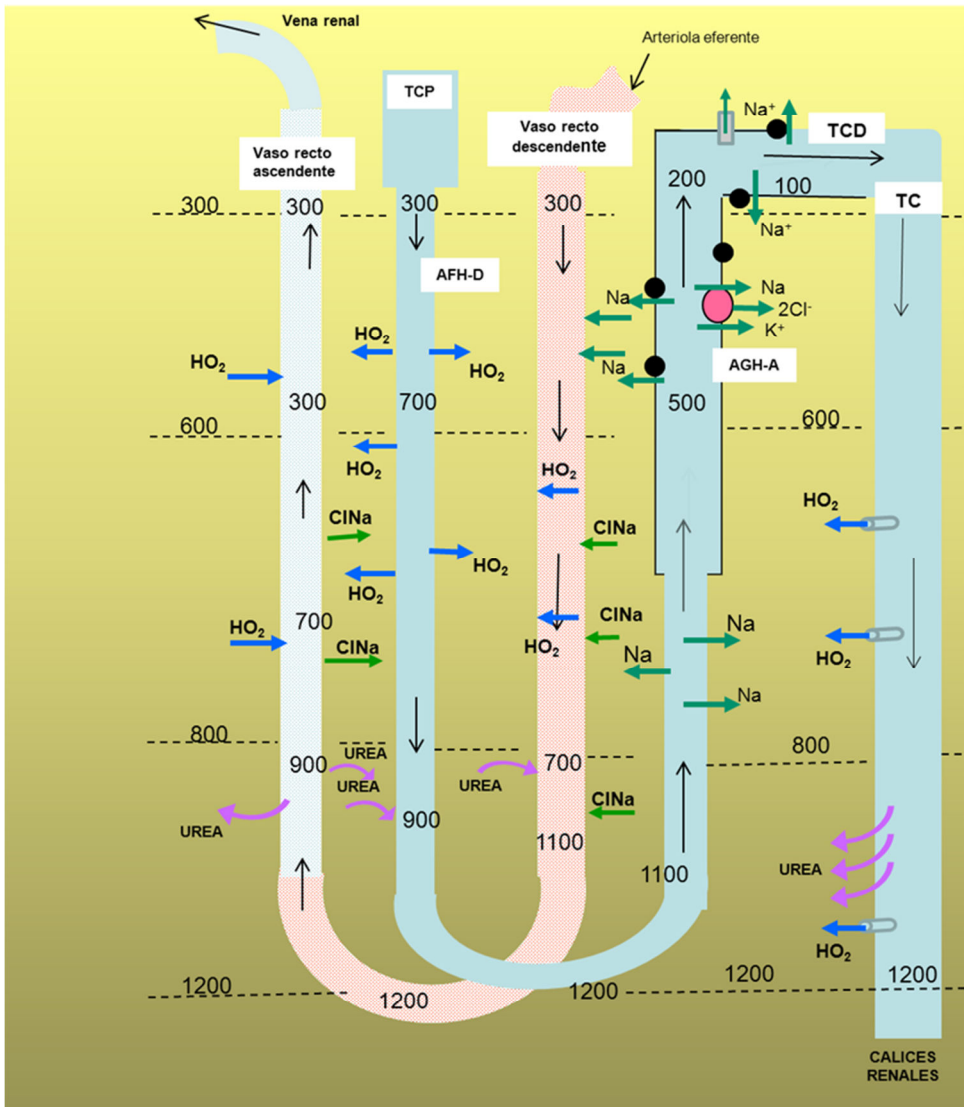 Vena renal
Arteriola eferente
TCP
Vaso recto
descendente
Vaso recto
ascendente
Na⁺
TCD
200
100
TC
300
300
300
300
Na⁺
AFH-D
Na
2Cl⁻
K⁺
Na
HO₂
HO₂
HO₂
Na
AGH-A
300
700
500
600
600
HO₂
HO₂
HO₂
ClNa
ClNa
HO₂
HO₂
700
HO₂
ClNa
ClNa
HO₂
Na
Na
HO₂
Na
800
800
900
UREA
UREA
UREA
700
UREA
900
ClNa
1100
1100
UREA
HO₂
1200
1200
1200
1200
1200
CALICES
RENALES